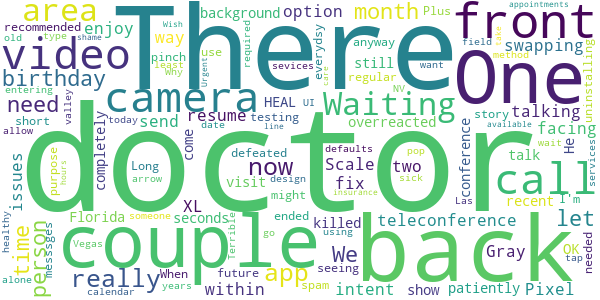 area
recommended
video
old type shame
birthday
entering
need
short
allow
issues
purpose
hours
healthy
time
person
messsges
alone
background option month Plus
enjoy
way
pinch
least
Why
camera
send
completely
valley
today
arrow
Long
Florida
XL
seconds
Vegas
Terrible
really
When
years
calendar
There
required
use
everydsy
Urgent
sevices
care
still
regular
HEAL UI
resume testing
date line
come
doctor
defeated defaults
now Scale
visit design
might
fix
insurance
couple
ended using
killed
someone
go
We
app
within
future seeing
spam
intent show
front
One
swapping
Wish
appointments
anyway
want
NV
Waiting
overreacted
conference
talking
story
available
facing
He
take
method
field
uninstalling
services
wait
call
two
pop
sick
talk
recent
I'm
Las
let
teleconference
back
Gray
OK
tap
patiently Pixel
needed